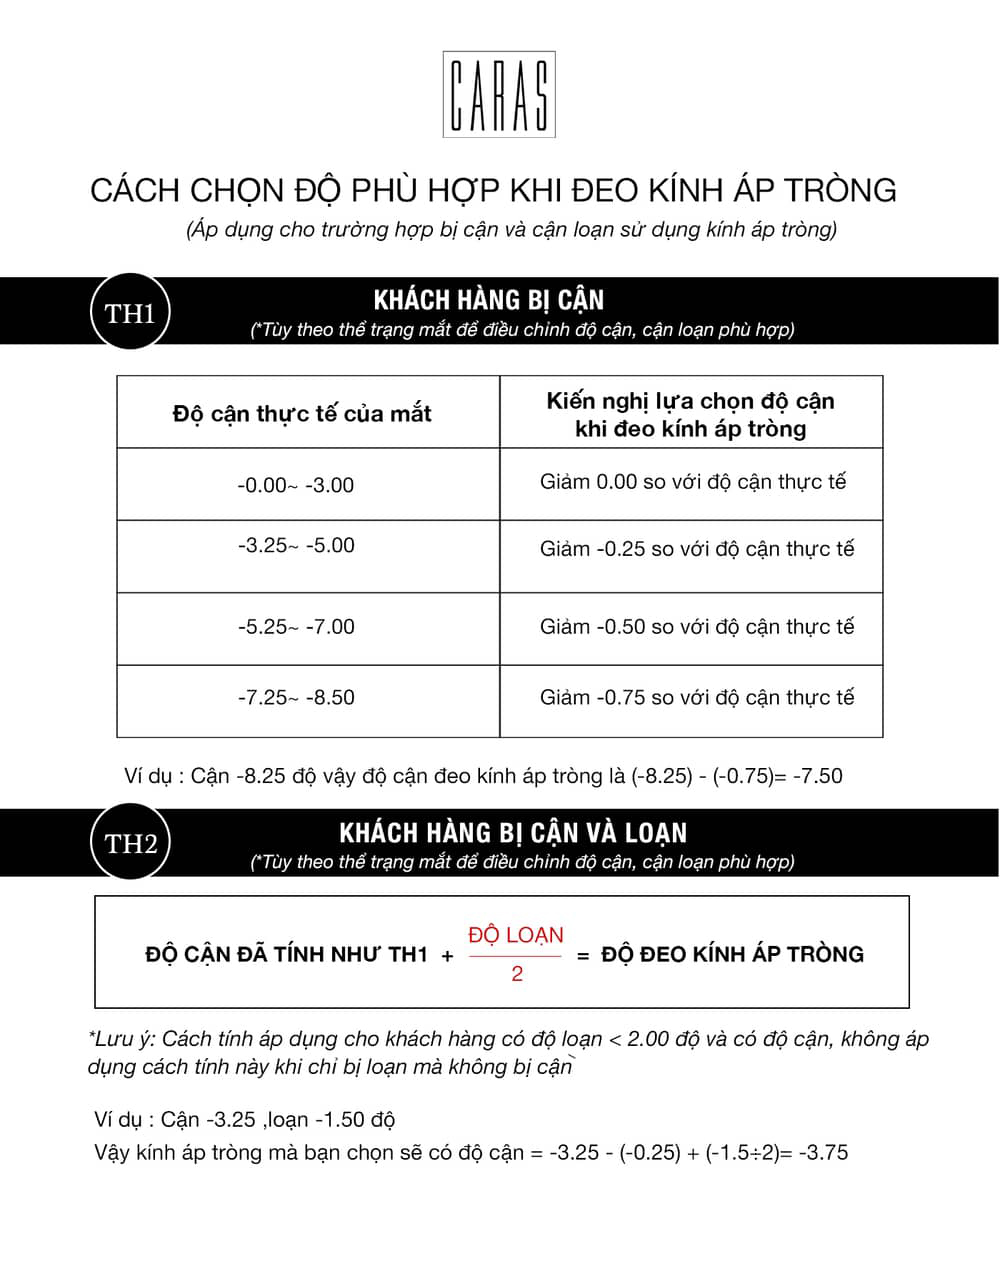 CARAS
CÁCH CHỌN ĐỘ PHÙ HỢP KHI ĐEO KÍNH ÁP TRÒNG
(Áp dụng cho trường hợp bị cận và cận loạn sử dụng kính áp tròng)
TH1
KHÁCH HÀNG BỊ CẬN
(*Tùy theo thể trạng mắt để điều chỉnh độ cận, cận loạn phù hợp)
Độ cận thực tế của mắt
Kiến nghị lựa chọn độ cận
khi đeo kính áp tròng
-0.00~ -3.00
Giảm 0.00 so với độ cận thực tế
-3.25~ -5.00
Giảm -0.25 so với độ cận thực tế
-5.25~ -7.00
Giảm -0.50 so với độ cận thực tế
-7.25~ -8.50
Giảm -0.75 so với độ cận thực tế
Ví dụ : Cận -8.25 độ vậy độ cận đeo kính áp tròng là (-8.25) - (-0.75)= -7.50
TH2
KHÁCH HÀNG BỊ CẬN VÀ LOẠN
(*Tùy theo thể trạng mắt để điều chỉnh độ cận, cận loạn phù hợp)
ĐỘ CẬN ĐÃ TÍNH NHƯ TH1 + ĐỘ LOẠN / 2 = ĐỘ ĐEO KÍNH ÁP TRÒNG
*Lưu ý: Cách tính áp dụng cho khách hàng có độ loạn < 2.00 độ và có độ cận, không áp
dụng cách tính này khi chỉ bị loạn mà không bị cận`
Ví dụ : Cận -3.25 ,loạn -1.50 độ
Vậy kính áp tròng mà bạn chọn sẽ có độ cận = -3.25 - (-0.25) + (-1.5÷2)= -3.75